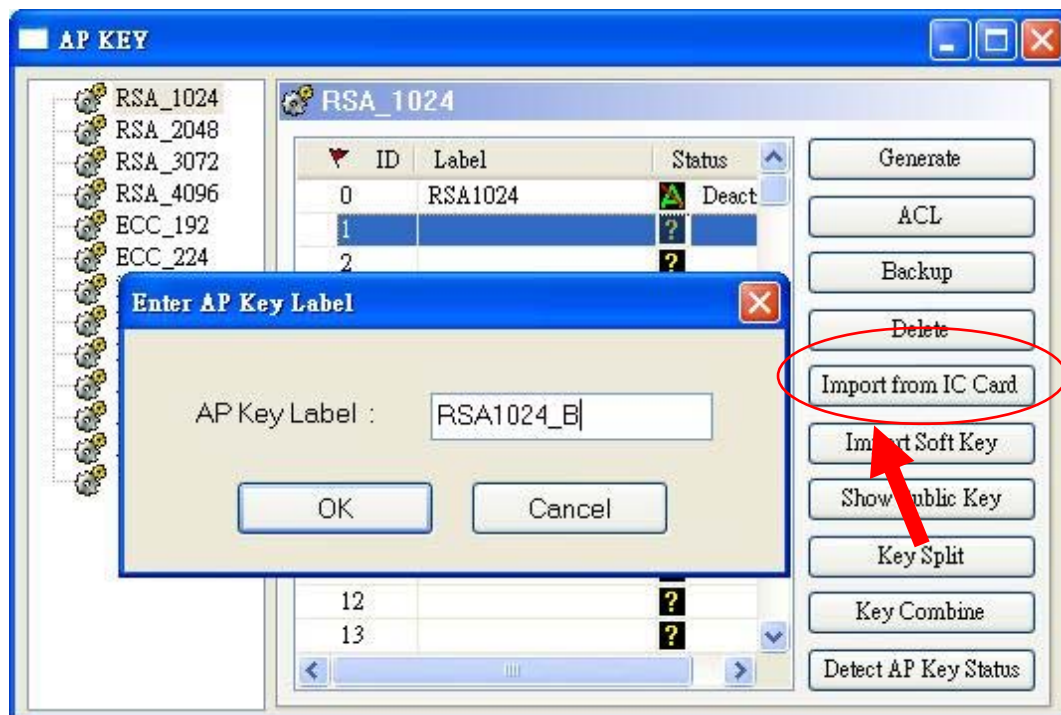 AP KEY
RSA_1024
RSA_2048
RSA_3072
RSA_4096
ECC_192
ECC_224
RSA_1024
ID Label Status
0 RSA1024 Deact
1 ?
2 ?
12 ?
13 ?
Enter AP Key Label
AP Key Label :
RSA1024_B
OK Cancel
Generate
ACL
Backup
Delete
Import from IC Card
Import Soft Key
Show Public Key
Key Split
Key Combine
Detect AP Key Status